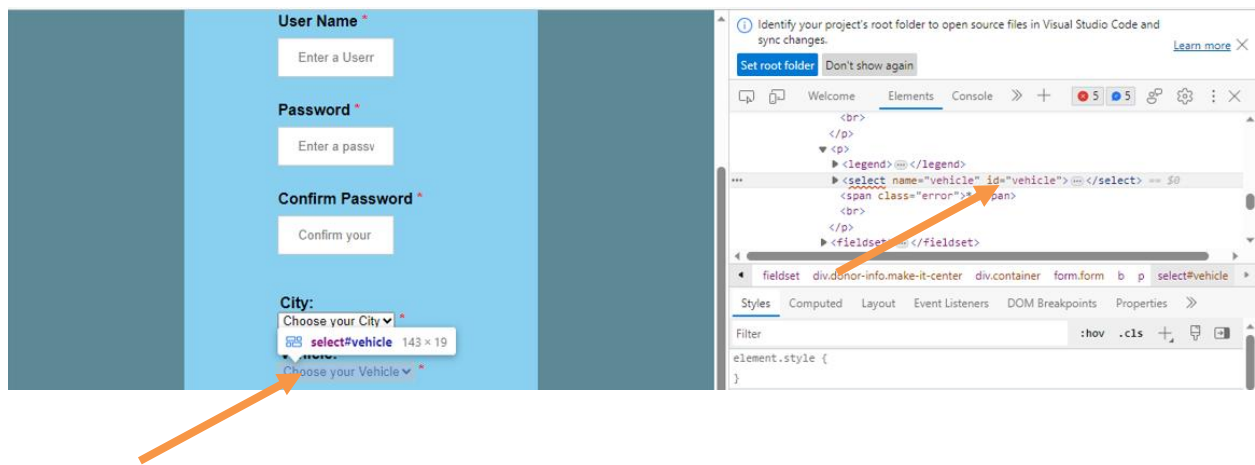 User Name *
Enter a Userr
Password *
Enter a passv
Confirm Password *
Confirm your
City:
Choose your City *
select#vehicle 143 × 19
Vehicle:
Choose your Vehicle *
Identify your project's root folder to open source files in Visual Studio Code and
sync changes.
Learn more
Set root folder Don't show again
Welcome Elements Console 5 5
<br>
</p>
<p>
<legend> </legend>
<select name="vehicle" id="vehicle"> </select> == $0
<span class="error">
<br>
</p>
</fieldset>
fieldset div.donor-info.make-it-center div.container form.form b p select#vehicle
Styles Computed Layout Event Listeners DOM Breakpoints Properties
Filter :hov .cls
element.style {
}